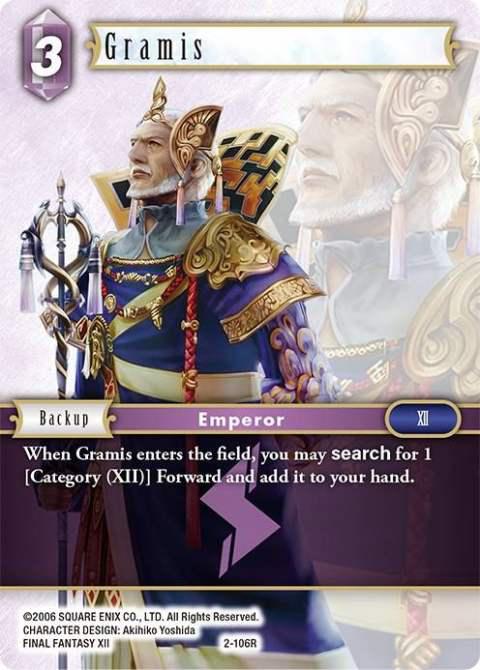 3
Gramis
Backup
Emperor
XII
When Gramis enters the field, you may search for 1
[Category (XII)] Forward and add it to your hand.
©2006 SQUARE ENIX CO., LTD. All Rights Reserved.
CHARACTER DESIGN: Akihiko Yoshida
FINAL FANTASY XII 2-106R